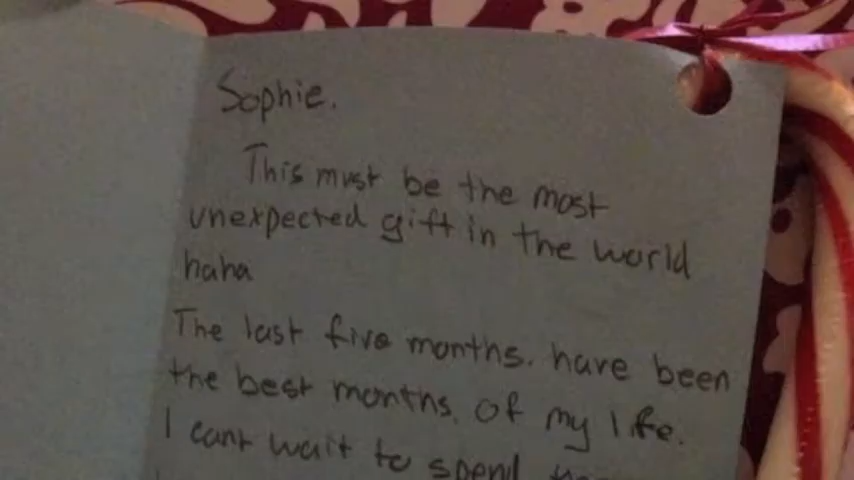 Sophie.
This must be the most
unexpected gift in the world
haha
The last five months. have been
the best months. of my life.
I cant wait to spend